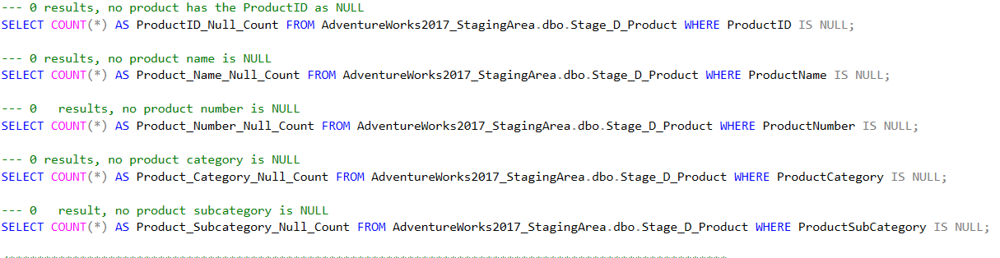 --- 0 results, no product has the ProductID as NULL
SELECT COUNT(*) AS ProductID_Null_Count FROM AdventureWorks2017_StagingArea.dbo.Stage_D_Product WHERE ProductID IS NULL;
--- 0 results, no product name is NULL
SELECT COUNT(*) AS Product_Name_Null_Count FROM AdventureWorks2017_StagingArea.dbo.Stage_D_Product WHERE ProductName IS NULL;
--- 0   results, no product number is NULL
SELECT COUNT(*) AS Product_Number_Null_Count FROM AdventureWorks2017_StagingArea.dbo.Stage_D_Product WHERE ProductNumber IS NULL;
--- 0 results, no product category is NULL
SELECT COUNT(*) AS Product_Category_Null_Count FROM AdventureWorks2017_StagingArea.dbo.Stage_D_Product WHERE ProductCategory IS NULL;
--- 0   result, no product subcategory is NULL
SELECT COUNT(*) AS Product_Subcategory_Null_Count FROM AdventureWorks2017_StagingArea.dbo.Stage_D_Product WHERE ProductSubCategory IS NULL;